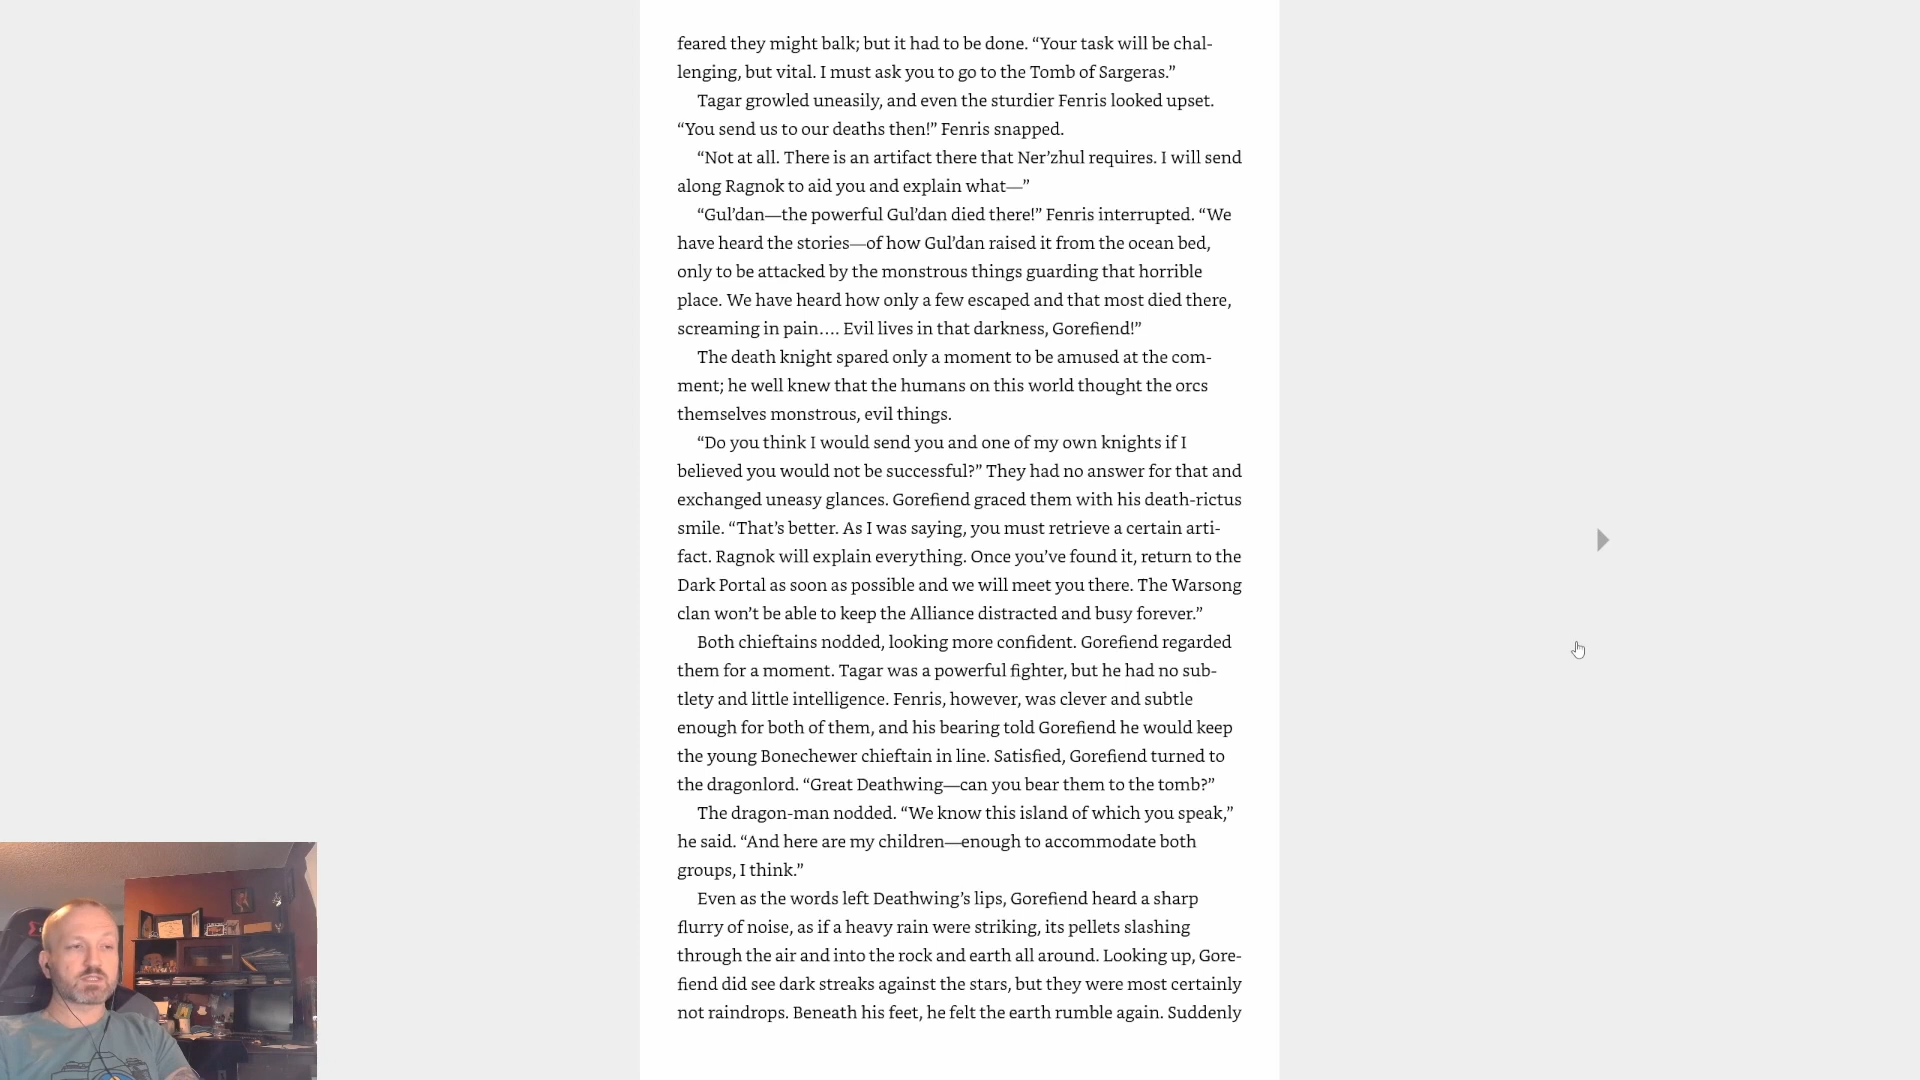 feared they might balk; but it had to be done. “Your task will be chal-
lenging, but vital. I must ask you to go to the Tomb of Sargeras.”
Tagar growled uneasily, and even the sturdier Fenris looked upset.
“You send us to our deaths then!” Fenris snapped.
“Not at all. There is an artifact there that Ner’zhul requires. I will send
along Ragnok to aid you and explain what—”
“Gul’dan—the powerful Gul’dan died there!” Fenris interrupted. “We
have heard the stories—of how Gul’dan raised it from the ocean bed,
only to be attacked by the monstrous things guarding that horrible
place. We have heard how only a few escaped and that most died there,
screaming in pain…. Evil lives in that darkness, Gorefiend!”
The death knight spared only a moment to be amused at the com-
ment; he well knew that the humans on this world thought the orcs
themselves monstrous, evil things.
“Do you think I would send you and one of my own knights if I
believed you would not be successful?” They had no answer for that and
exchanged uneasy glances. Gorefiend graced them with his death-rictus
smile. “That’s better. As I was saying, you must retrieve a certain arti-
fact. Ragnok will explain everything. Once you’ve found it, return to the
Dark Portal as soon as possible and we will meet you there. The Warsong
clan won’t be able to keep the Alliance distracted and busy forever.”
Both chieftains nodded, looking more confident. Gorefiend regarded
them for a moment. Tagar was a powerful fighter, but he had no sub-
tlety and little intelligence. Fenris, however, was clever and subtle
enough for both of them, and his bearing told Gorefiend he would keep
the young Bonechewer chieftain in line. Satisfied, Gorefiend turned to
the dragonlord. “Great Deathwing—can you bear them to the tomb?”
The dragon-man nodded. “We know this island of which you speak,”
he said. “And here are my children—enough to accommodate both
groups, I think.”
Even as the words left Deathwing’s lips, Gorefiend heard a sharp
flurry of noise, as if a heavy rain were striking, its pellets slashing
through the air and into the rock and earth all around. Looking up, Gore-
fiend did see dark streaks against the stars, but they were most certainly
not raindrops. Beneath his feet, he felt the earth rumble again. Suddenly